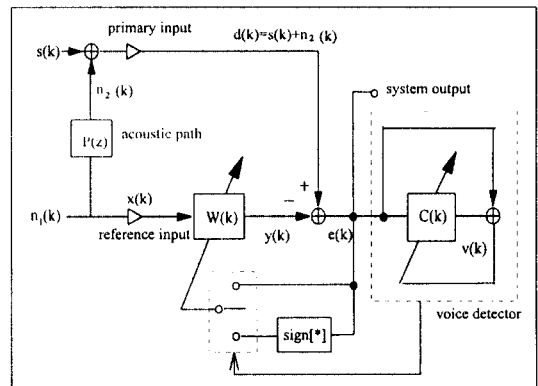 primary input
d(k)=s(k)+n₂(k)
s(k)
n₂(k)
system output
P(z)
acoustic path
x(k)
n₁(k)
reference input
W(k)
y(k)
e(k)
C(k)
v(k)
+
−
sign[*]
voice detector